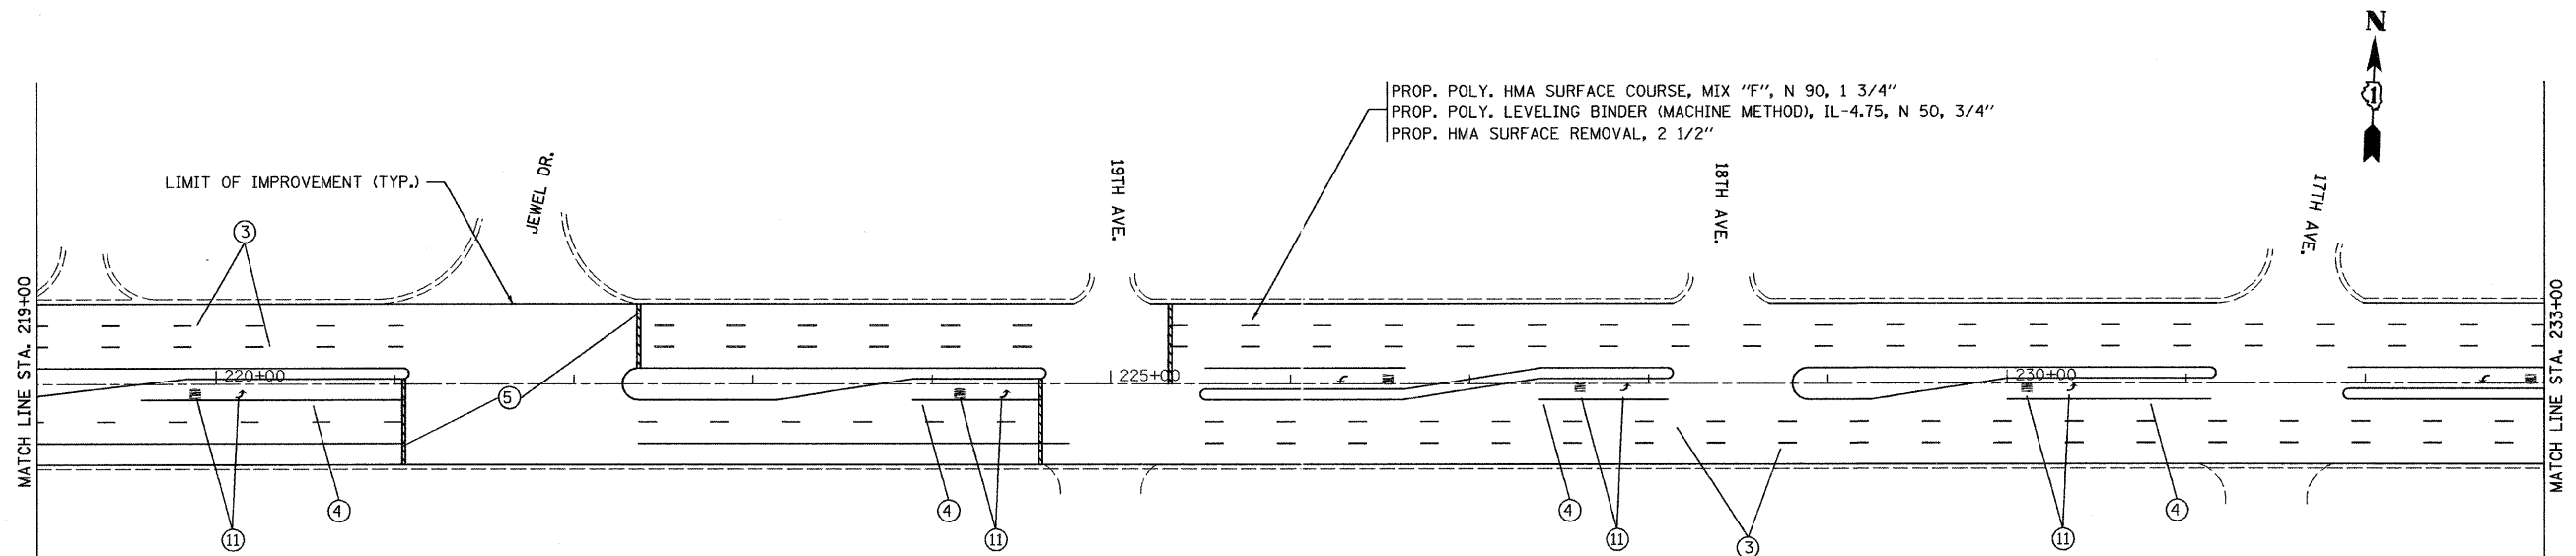 N
1
PROP. POLY. HMA SURFACE COURSE, MIX "F", N 90, 1 3/4"
PROP. POLY. LEVELING BINDER (MACHINE METHOD), IL-4.75, N 50, 3/4"
PROP. HMA SURFACE REMOVAL, 2 1/2"
LIMIT OF IMPROVEMENT (TYP.)
JEWEL DR.
19TH AVE.
18TH AVE.
17TH AVE.
3
MATCH LINE STA. 219+00
MATCH LINE STA. 233+00
220+00
225+00
230+00
5
4
4
4
4
11
11
11
3
11